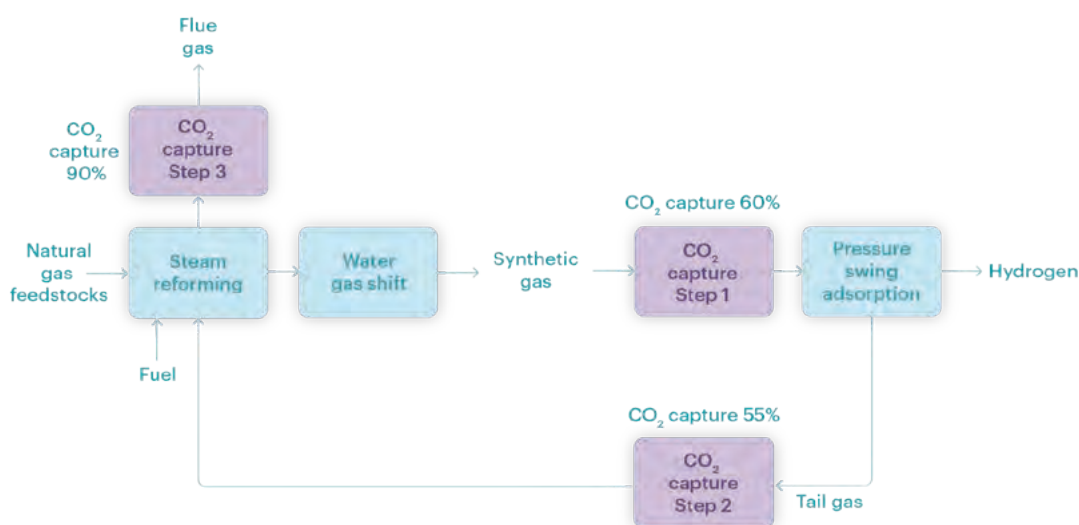 Flue
gas
CO₂
capture
90%
CO₂
capture
Step 3
Natural
gas
feedstocks
Steam
reforming
Water
gas shift
Synthetic
gas
CO₂ capture 60%
CO₂
capture
Step 1
Pressure
swing
adsorption
Hydrogen
Fuel
CO₂ capture 55%
CO₂
capture
Step 2
Tail gas